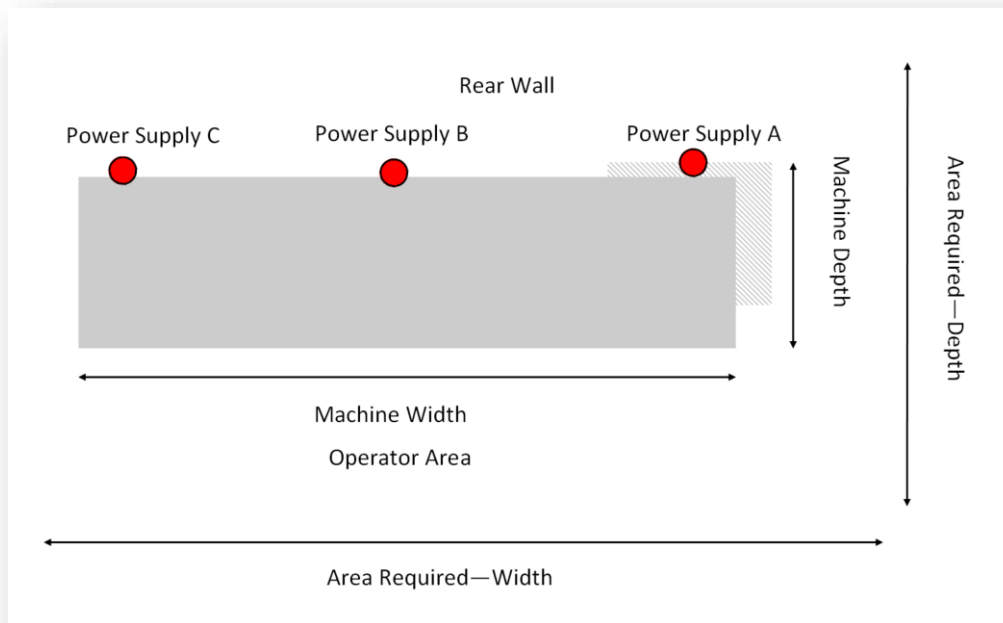 Rear Wall
Power Supply C
Power Supply B
Power Supply A
Machine Depth
Area Required—Depth
Machine Width
Operator Area
Area Required—Width